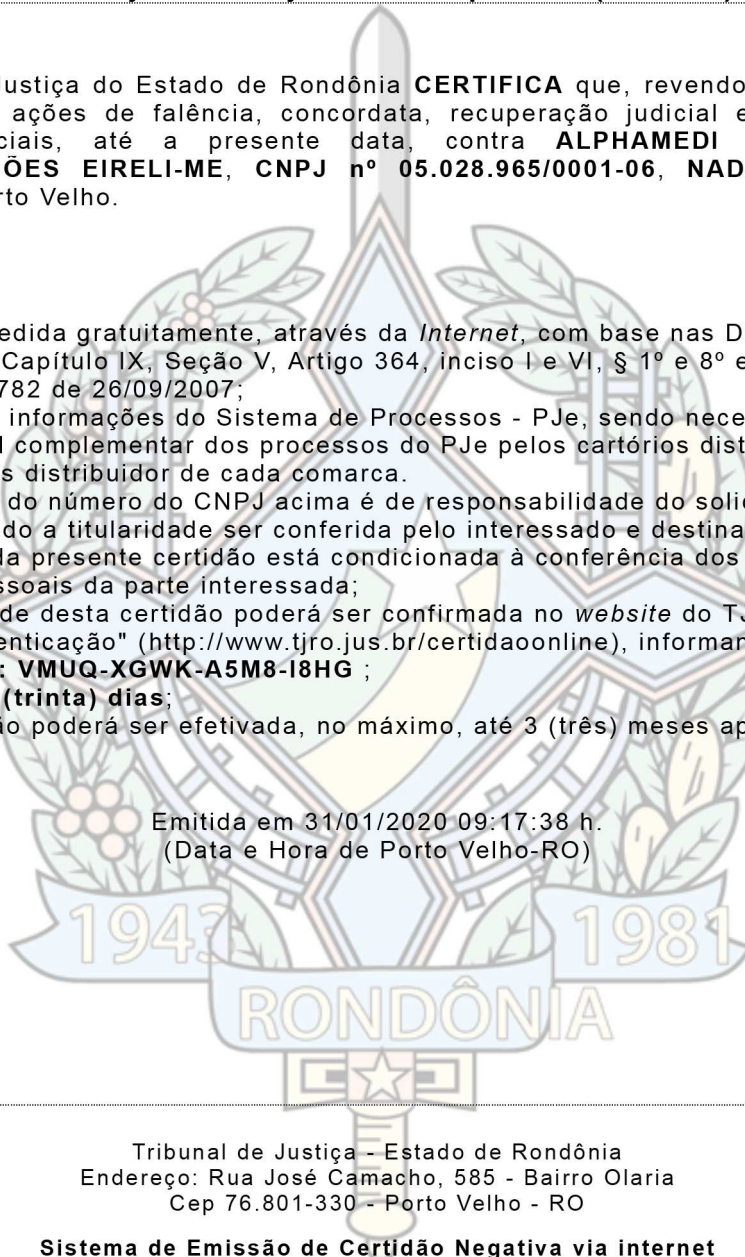 Justiça do Estado de Rondônia CERTIFICA que, revendo
ações de falência, concordata, recuperação judicial e
ciais, até a presente data, contra ALPHAMEDI
ÕES EIRELI-ME, CNPJ nº 05.028.965/0001-06, NAD
rto Velho.
edida gratuitamente, através da Internet, com base nas D
Capítulo IX, Seção V, Artigo 364, inciso I e VI, § 1º e 8º e
782 de 26/09/2007;
informações do Sistema de Processos - PJe, sendo nece
l complementar dos processos do PJe pelos cartórios dist
s distribuidor de cada comarca.
do número do CNPJ acima é de responsabilidade do soli
do a titularidade ser conferida pelo interessado e destina
da presente certidão está condicionada à conferência dos
ssoais da parte interessada;
de desta certidão poderá ser confirmada no website do TJ
enticação" (http://www.tjro.jus.br/certidaoonline), informan
: VMUQ-XGWK-A5M8-I8HG ;
(trinta) dias;
ão poderá ser efetivada, no máximo, até 3 (três) meses ap
Emitida em 31/01/2020 09:17:38 h.
(Data e Hora de Porto Velho-RO)
1943 1981
RONDÔNIA
Tribunal de Justiça - Estado de Rondônia
Endereço: Rua José Camacho, 585 - Bairro Olaria
Cep 76.801-330 - Porto Velho - RO
Sistema de Emissão de Certidão Negativa via internet